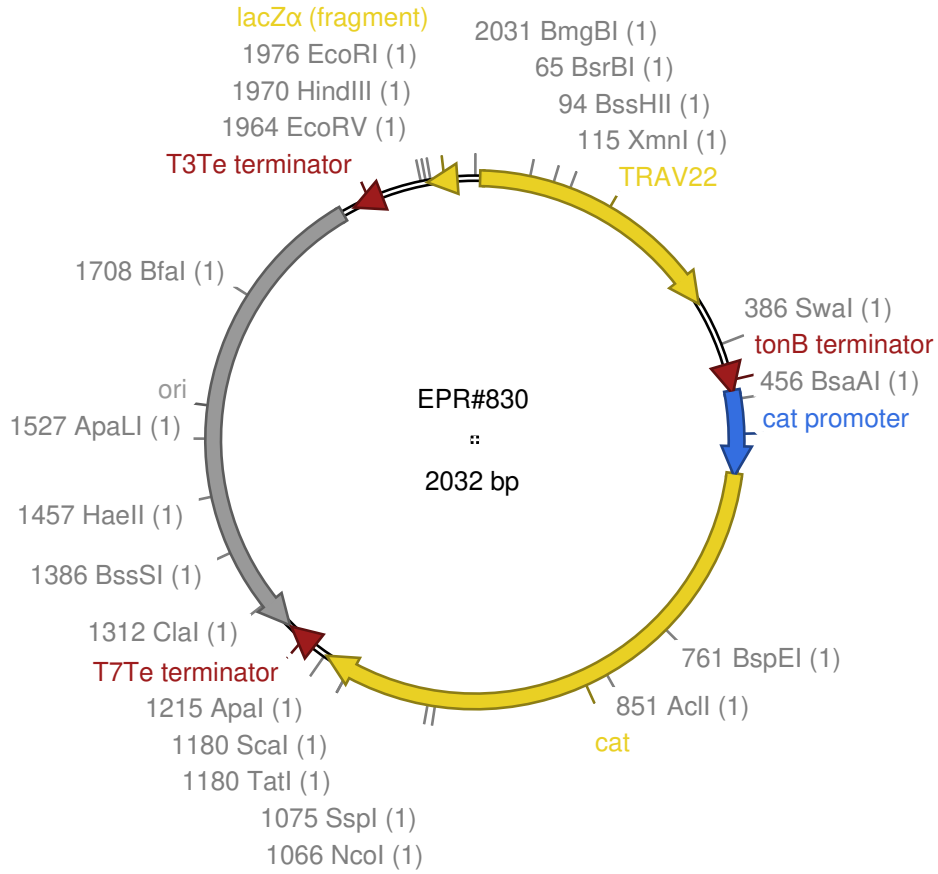 lacZα (fragment)
1976 EcoRI (1)
1970 HindIII (1)
1964 EcoRV (1)
T3Te terminator
2031 BmgBI (1)
65 BsrBI (1)
94 BssHII (1)
115 XmnI (1)
TRAV22
1708 BfaI (1)
386 SwaI (1)
tonB terminator
456 BsaAI (1)
cat promoter
ori
1527 ApaLI (1)
EPR#830
2032 bp
1457 HaeII (1)
1386 BssSI (1)
1312 ClaI (1)
T7Te terminator
1215 ApaI (1)
1180 ScaI (1)
1180 TatI (1)
1075 SspI (1)
1066 NcoI (1)
761 BspEI (1)
851 AclI (1)
cat